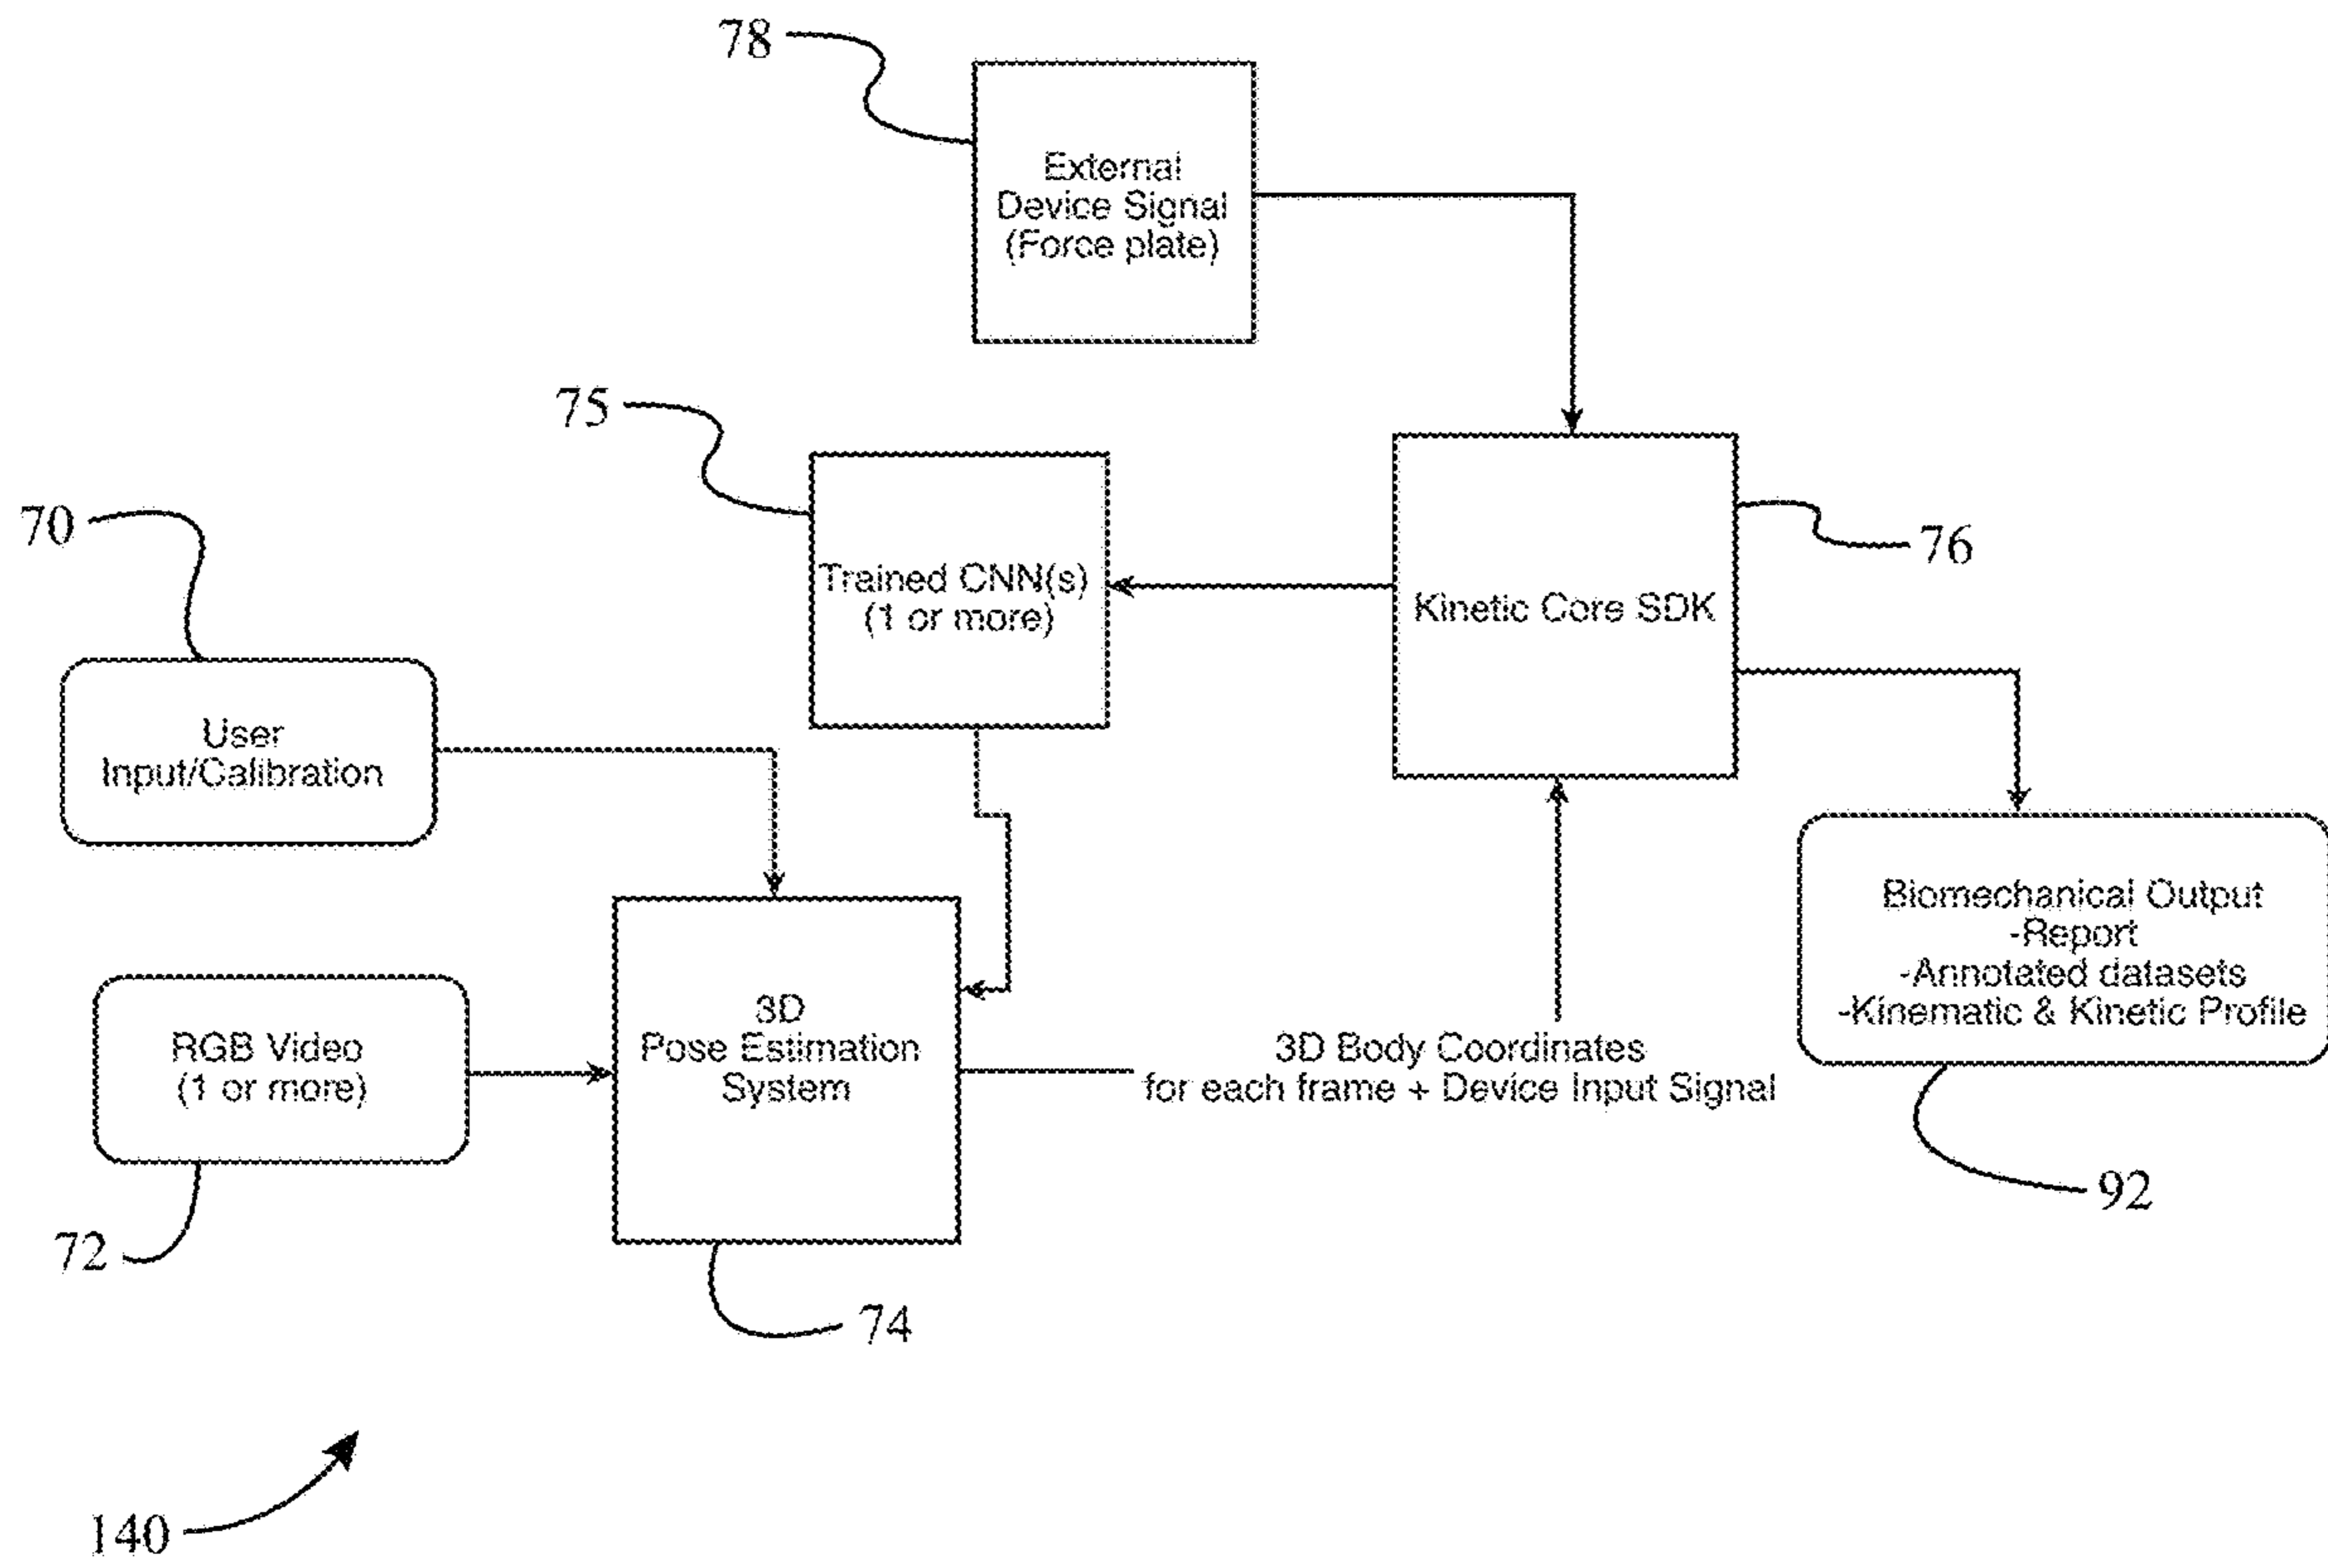 78
External
Device Signal
(Force plate)
75
Trained CNN(s)
(1 or more)
76
Kinetic Core SDK
70
User
Input/Calibration
RGB Video
(1 or more)
72
3D
Pose Estimation
System
74
3D Body Coordinates
for each frame + Device Input Signal
Biomechanical Output
-Report
-Annotated datasets
-Kinematic & Kinetic Profile
92
140